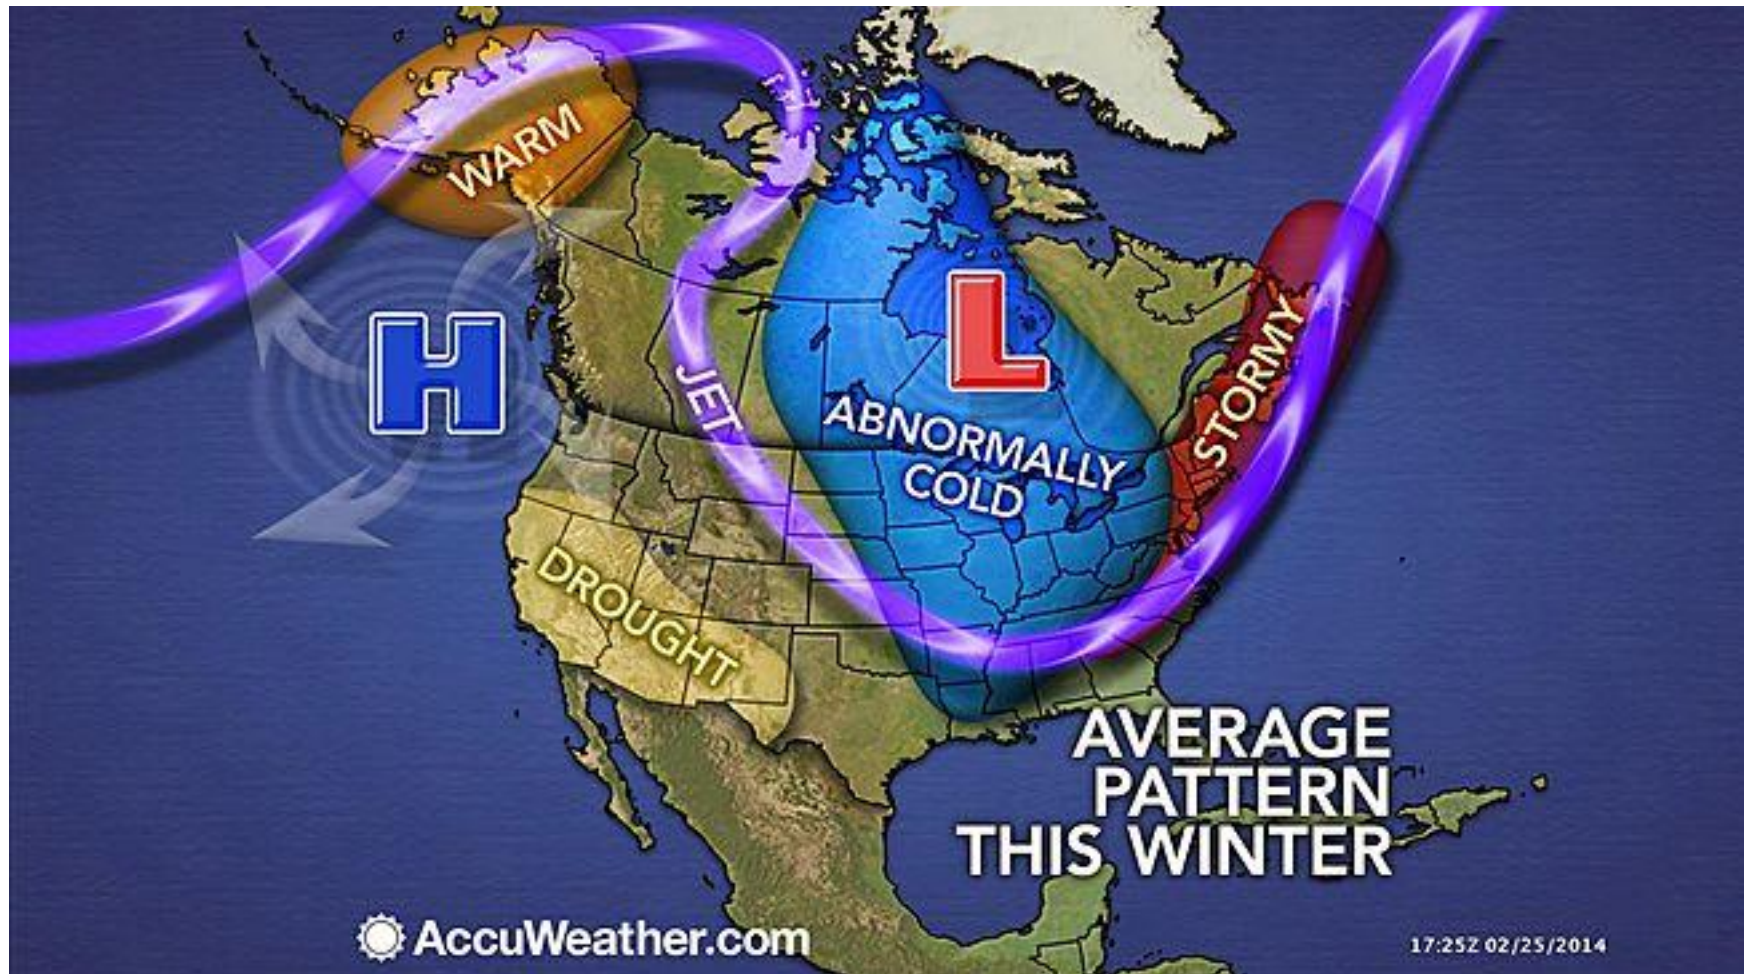 WARM
H
L
JET
ABNORMALLY
COLD
STORMY
DROUGHT
AVERAGE
PATTERN
THIS WINTER
AccuWeather.com
17:25Z 02/25/2014